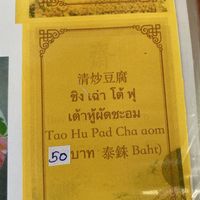 齋
清炒豆腐
ชิง เฉ่า โต้ ฟุ
เต้าหู้ผัดชะอม
Tao Hu Pad Cha aom
50 บาท 泰銖 Baht)